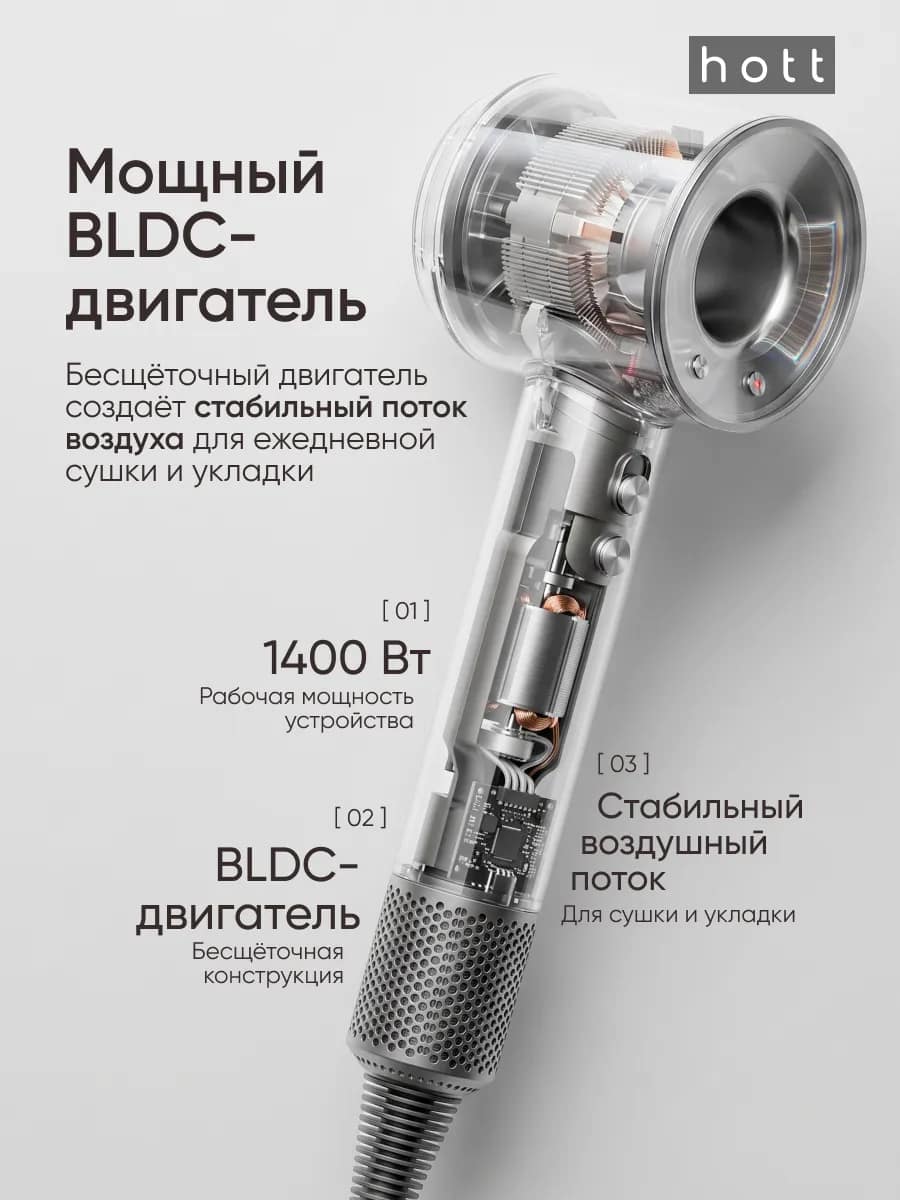 hott
Мощный
BLDC-
двигатель
Бесщёточный двигатель
создаёт стабильный поток
воздуха для ежедневной
сушки и укладки
[ 01 ]
1400 Вт
Рабочая мощность
устройства
[ 02 ]
BLDC-
двигатель
Бесщёточная
конструкция
[ 03 ]
Стабильный
воздушный
поток
Для сушки и укладки